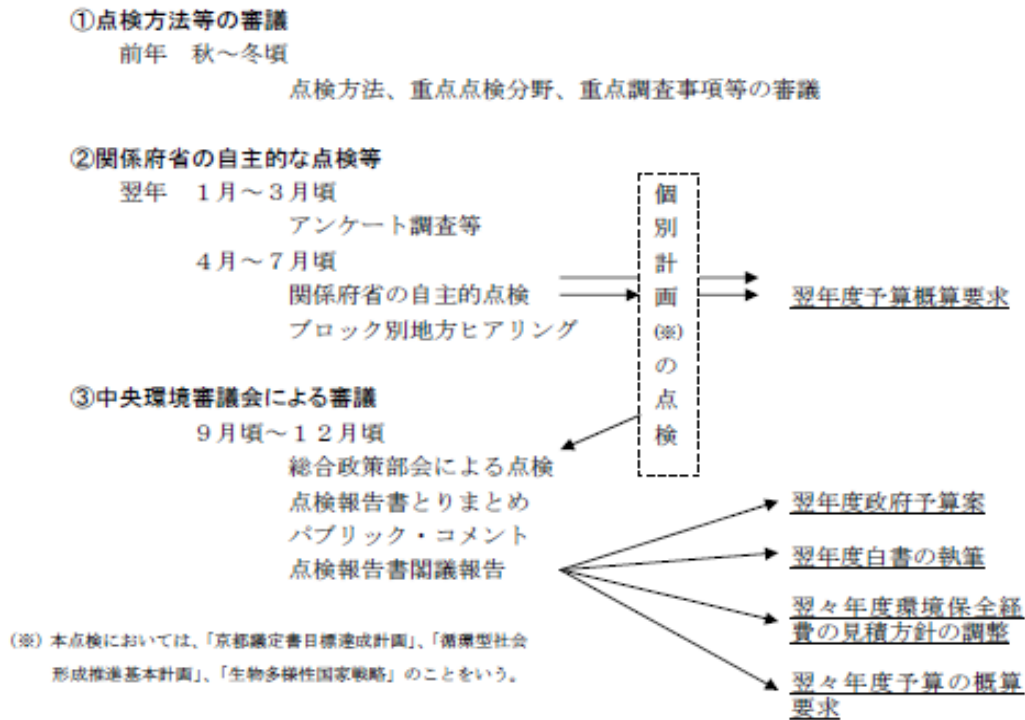 ①点検方法等の審議
前年 秋～冬頃
点検方法、重点点検分野、重点調査事項等の審議
②関係府省の自主的な点検等
翌年 １月～３月頃
アンケート調査等
４月～７月頃
関係府省の自主的点検
ブロック別地方ヒアリング
個別計画(※)の点検
翌年度予算概算要求
③中央環境審議会による審議
９月頃～１２月頃
総合政策部会による点検
点検報告書とりまとめ
パブリック・コメント
点検報告書閣議報告
翌年度政府予算案
翌年度白書の執筆
翌々年度環境保全経
費の見積方針の調整
翌々年度予算の概算
要求
(※) 本点検においては、「京都議定書目標達成計画」、「循環型社会
形成推進基本計画」、「生物多様性国家戦略」のことをいう。